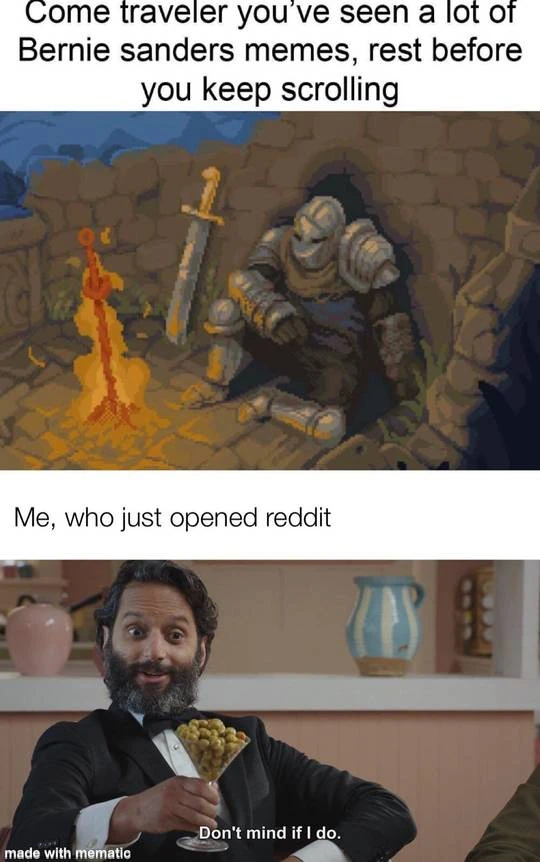 Come traveler you've seen a lot of
Bernie sanders memes, rest before
you keep scrolling
Me, who just opened reddit
Don't mind if I do.
made with mematic